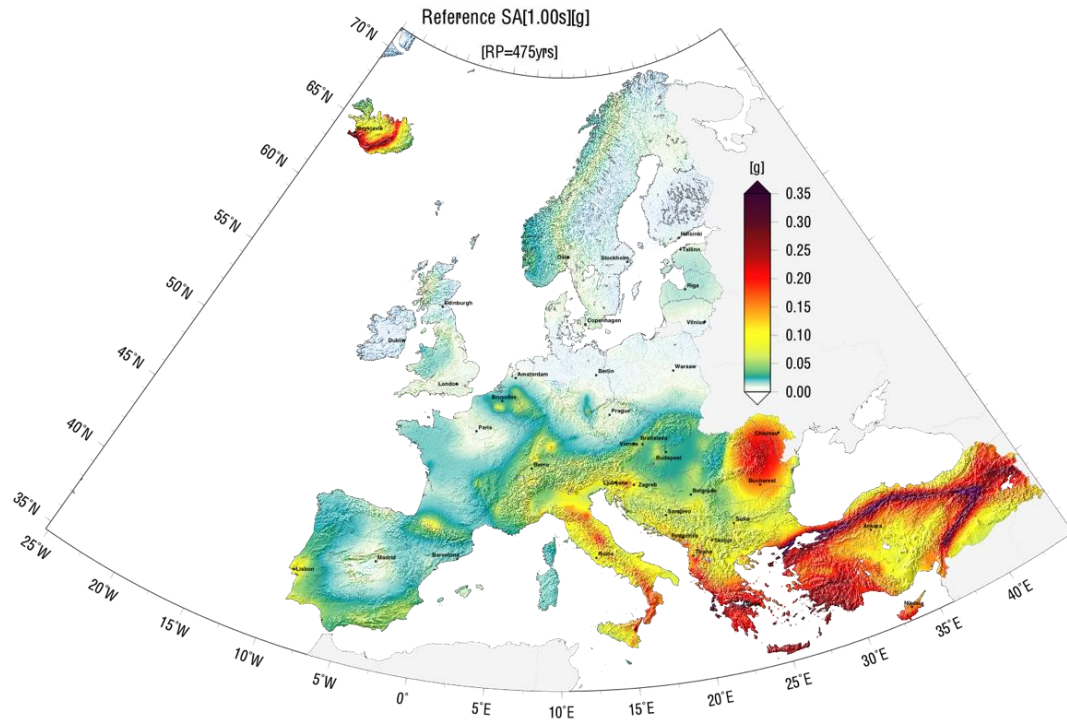 Reference SA[1.00s][g]
[RP=475yrs]
70°N
65°N
60°N
55°N
50°N
45°N
40°N
35°N
25°W
20°W
15°W
10°W
5°W
0°
5°E
10°E
15°E
20°E
25°E
30°E
35°E
40°E
[g]
0.35
0.30
0.25
0.20
0.15
0.10
0.05
0.00
Reykjavik
Helsinki
Tallinn
Oslo
Stockholm
Riga
Edinburgh
Copenhagen
Vilnius
Dublin
Berlin
Warsaw
Amsterdam
London
Bruxelles
Prague
Paris
Vienna
Bratislava
Budapest
Chisinau
Berne
Ljubljana
Zagreb
Bucharest
Belgrade
Sarajevo
Sofia
Podgorica
Skopje
Tirana
Rome
Ankara
Madrid
Barcelona
Lisbon
Nicosia